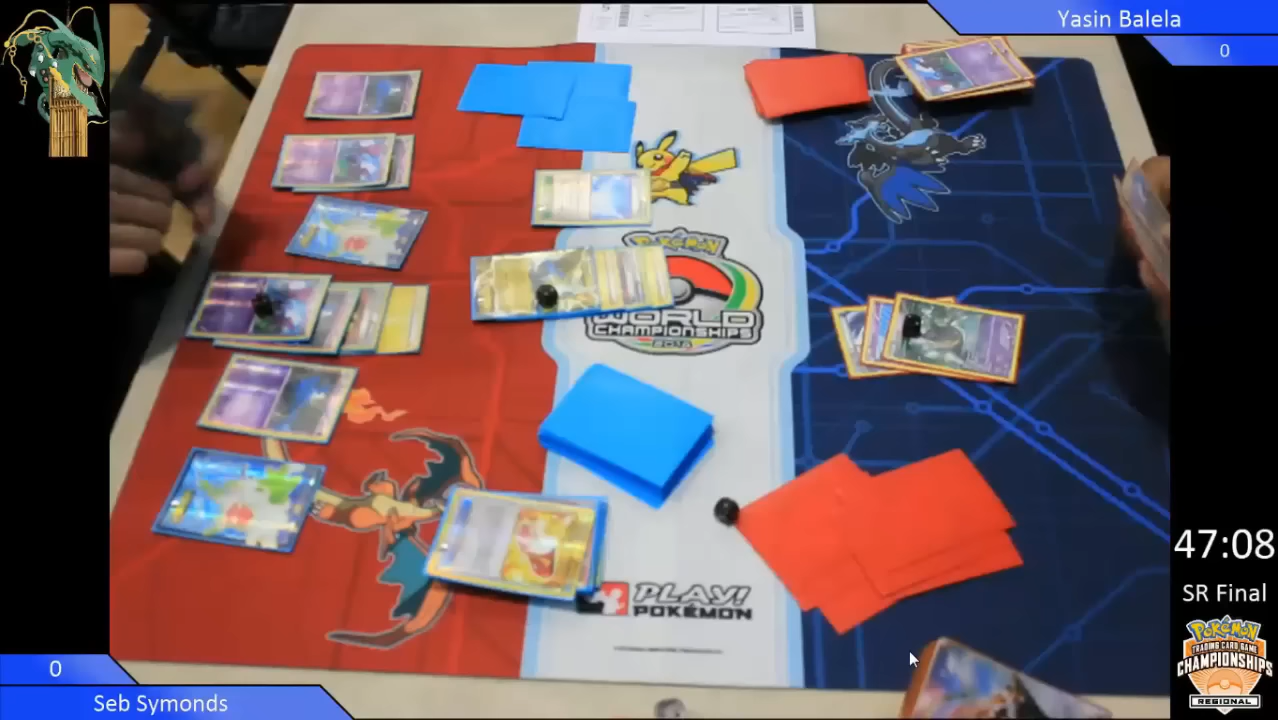 Yasin Balela
0
POKéMON
WORLD
CHAMPIONSHIPS
47:08
SR Final
PLAY!
POKéMON
Pokémon
TRADING CARD GAME
CHAMPIONSHIPS
REGIONAL
0
Seb Symonds